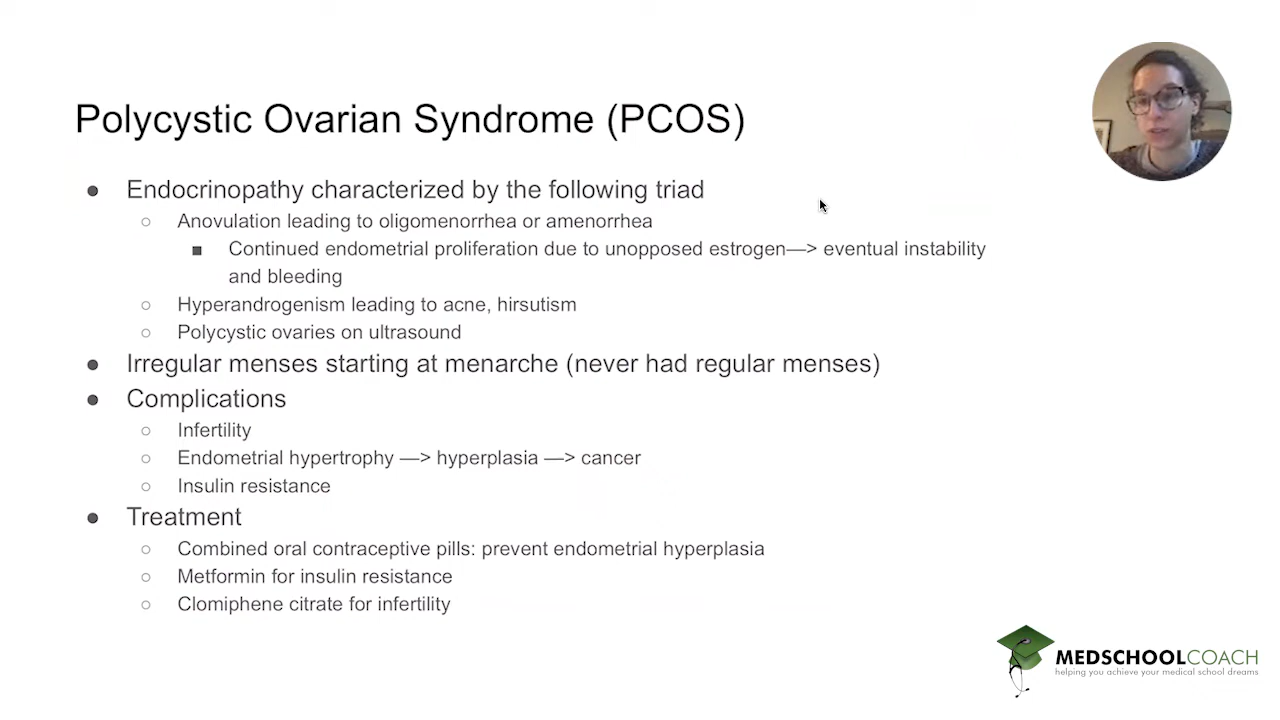 Polycystic Ovarian Syndrome (PCOS)
● Endocrinopathy characterized by the following triad
○ Anovulation leading to oligomenorrhea or amenorrhea
■ Continued endometrial proliferation due to unopposed estrogen—> eventual instability
and bleeding
○ Hyperandrogenism leading to acne, hirsutism
○ Polycystic ovaries on ultrasound
● Irregular menses starting at menarche (never had regular menses)
● Complications
○ Infertility
○ Endometrial hypertrophy —> hyperplasia —> cancer
○ Insulin resistance
● Treatment
○ Combined oral contraceptive pills: prevent endometrial hyperplasia
○ Metformin for insulin resistance
○ Clomiphene citrate for infertility
MEDSCHOOLCOACH
helping you achieve your medical school dreams